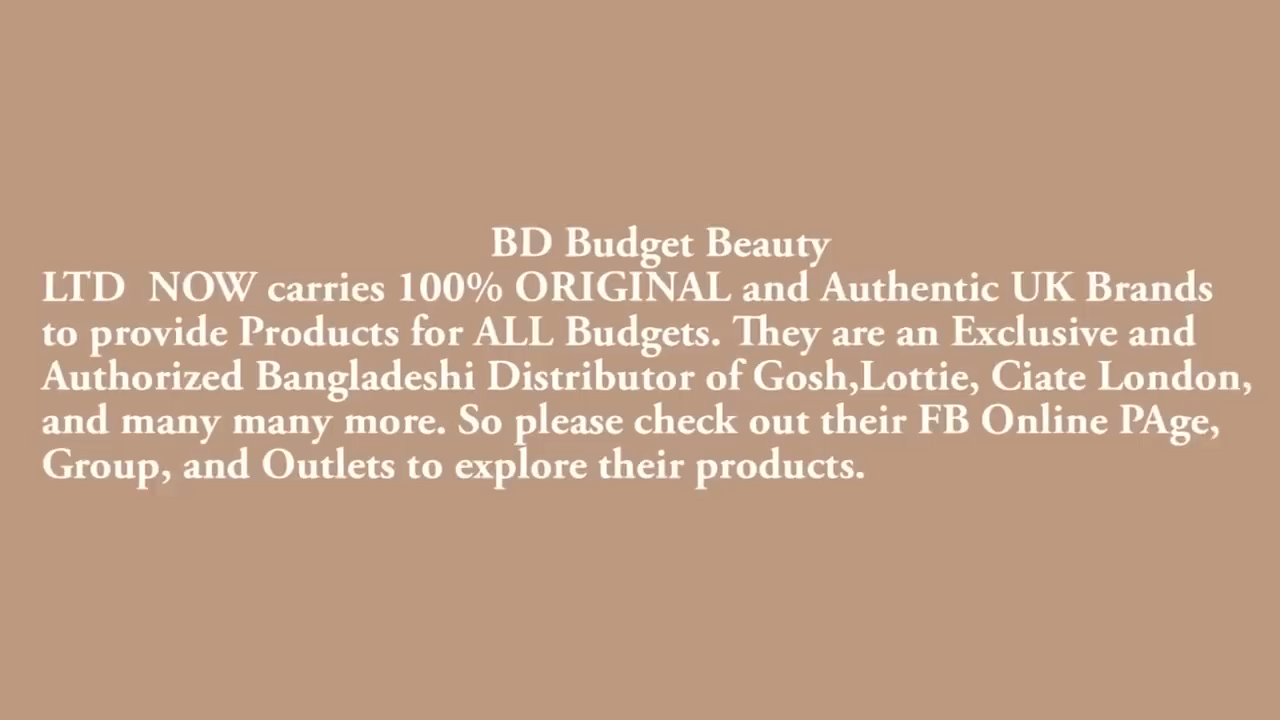 BD Budget Beauty
LTD  NOW carries 100% ORIGINAL and Authentic UK Brands
to provide Products for ALL Budgets. They are an Exclusive and
Authorized Bangladeshi Distributor of Gosh,Lottie, Ciate London,
and many many more. So please check out their FB Online PAge,
Group, and Outlets to explore their products.